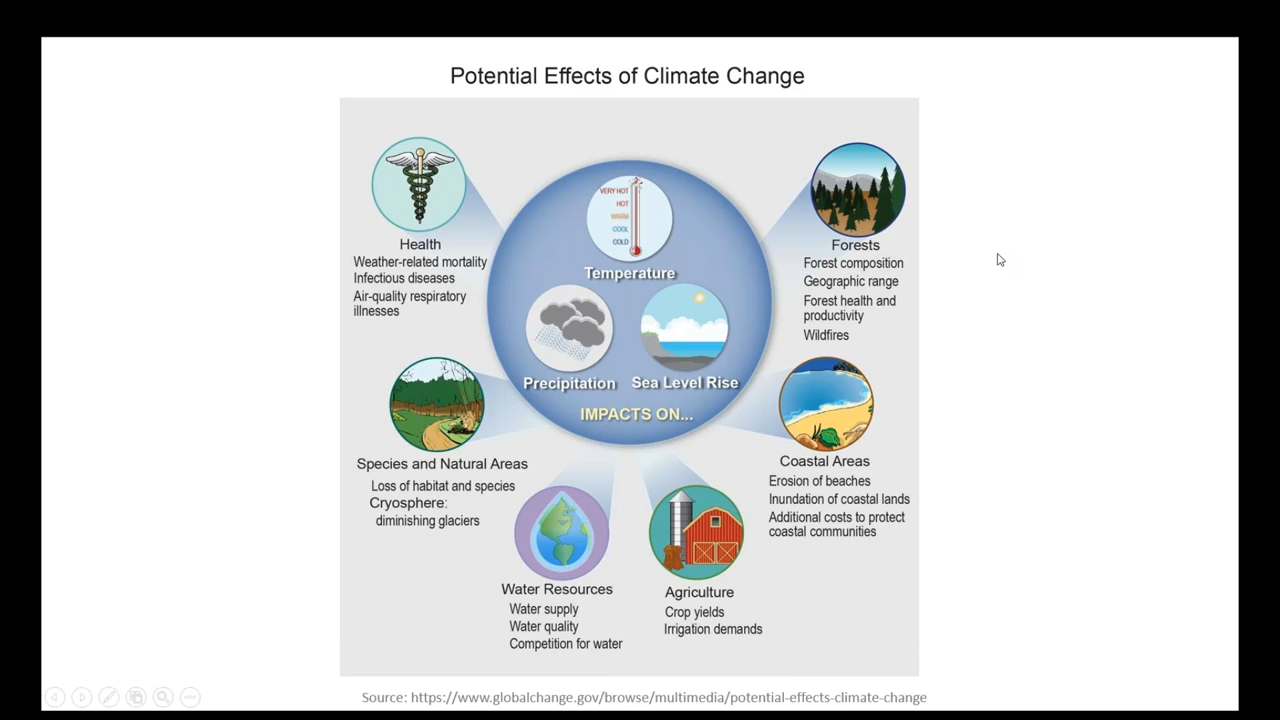 Potential Effects of Climate Change
VERY HOT
HOT
WARM
COOL
COLD
Temperature
Precipitation
Sea Level Rise
IMPACTS ON...
Health
Weather-related mortality
Infectious diseases
Air-quality respiratory
illnesses
Species and Natural Areas
Loss of habitat and species
Cryosphere:
diminishing glaciers
Water Resources
Water supply
Water quality
Competition for water
Agriculture
Crop yields
Irrigation demands
Coastal Areas
Erosion of beaches
Inundation of coastal lands
Additional costs to protect
coastal communities
Forests
Forest composition
Geographic range
Forest health and
productivity
Wildfires
Source: https://www.globalchange.gov/browse/multimedia/potential-effects-climate-change